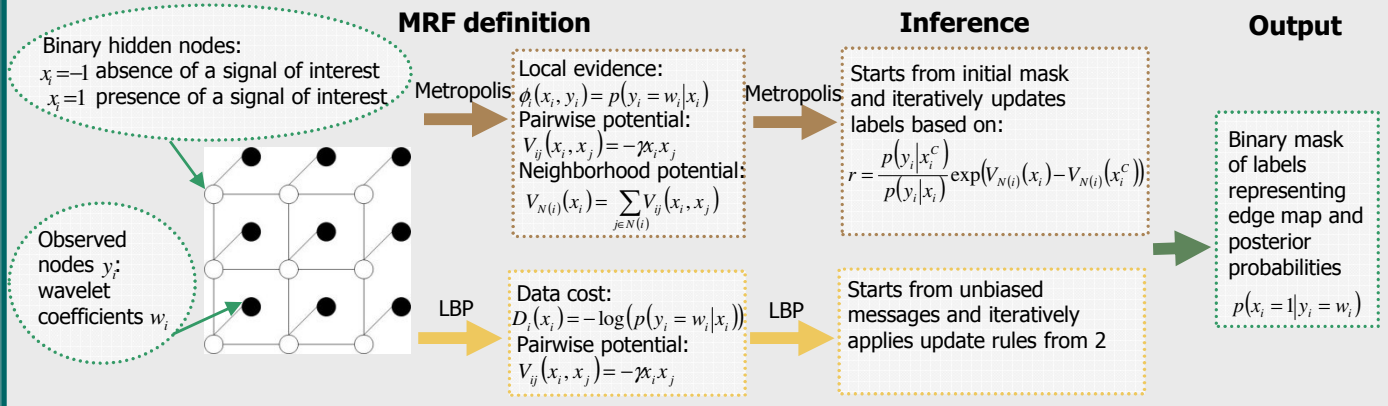 MRF definition
Inference
Output
Binary hidden nodes:
x_i = −1 absence of a signal of interest
x_i = 1 presence of a signal of interest
Observed
nodes y_i:
wavelet
coefficients w_i
Metropolis
Local evidence:
ϕ_i(x_i, y_i) = p(y_i = w_i|x_i)
Pairwise potential:
V_ij(x_i, x_j) = −γx_i x_j
Neighborhood potential:
V_N(i)(x_i) = ∑_{j∈N(i)} V_ij(x_i, x_j)
Metropolis
Starts from initial mask
and iteratively updates
labels based on:
r = p(y_i|x_i^C) / p(y_i|x_i) exp(V_N(i)(x_i) − V_N(i)(x_i^C))
LBP
Data cost:
D_i(x_i) = −log(p(y_i = w_i|x_i))
Pairwise potential:
V_ij(x_i, x_j) = −γx_i x_j
LBP
Starts from unbiased
messages and iteratively
applies update rules from 2
Binary mask
of labels
representing
edge map and
posterior
probabilities
p(x_i = 1|y_i = w_i)